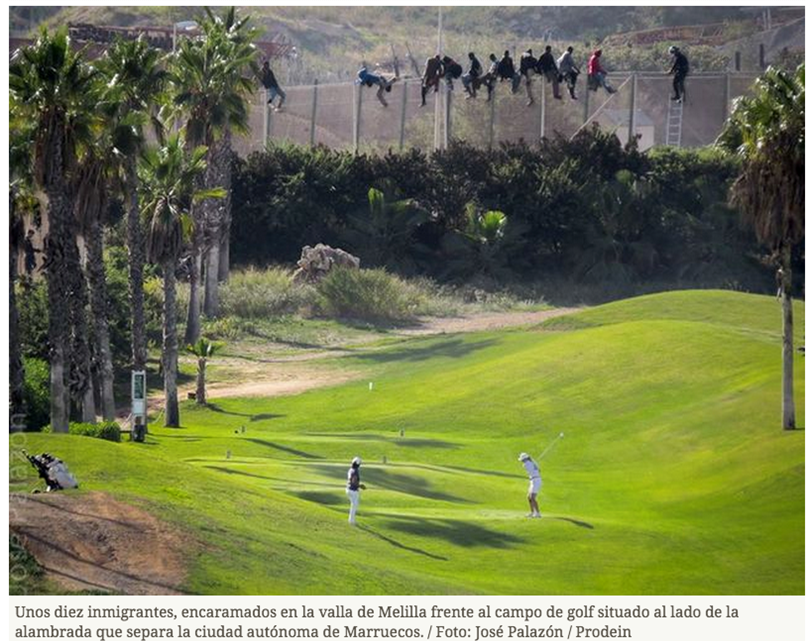 Unos diez inmigrantes, encaramados en la valla de Melilla frente al campo de golf situado al lado de la
alambrada que separa la ciudad autónoma de Marruecos. / Foto: José Palazón / Prodein